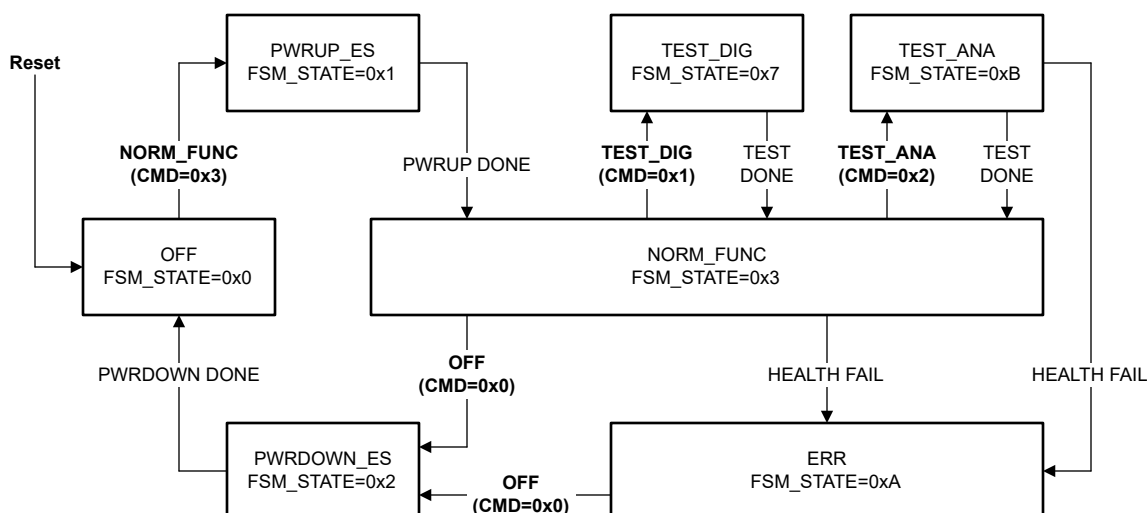 Reset
PWRUP_ES
FSM_STATE=0x1
TEST_DIG
FSM_STATE=0x7
TEST_ANA
FSM_STATE=0xB
NORM_FUNC
(CMD=0x3)
PWRUP DONE
TEST_DIG
(CMD=0x1)
TEST
DONE
TEST_ANA
(CMD=0x2)
TEST
DONE
OFF
FSM_STATE=0x0
NORM_FUNC
FSM_STATE=0x3
PWRDOWN DONE
OFF
(CMD=0x0)
HEALTH FAIL
HEALTH FAIL
PWRDOWN_ES
FSM_STATE=0x2
OFF
(CMD=0x0)
ERR
FSM_STATE=0xA